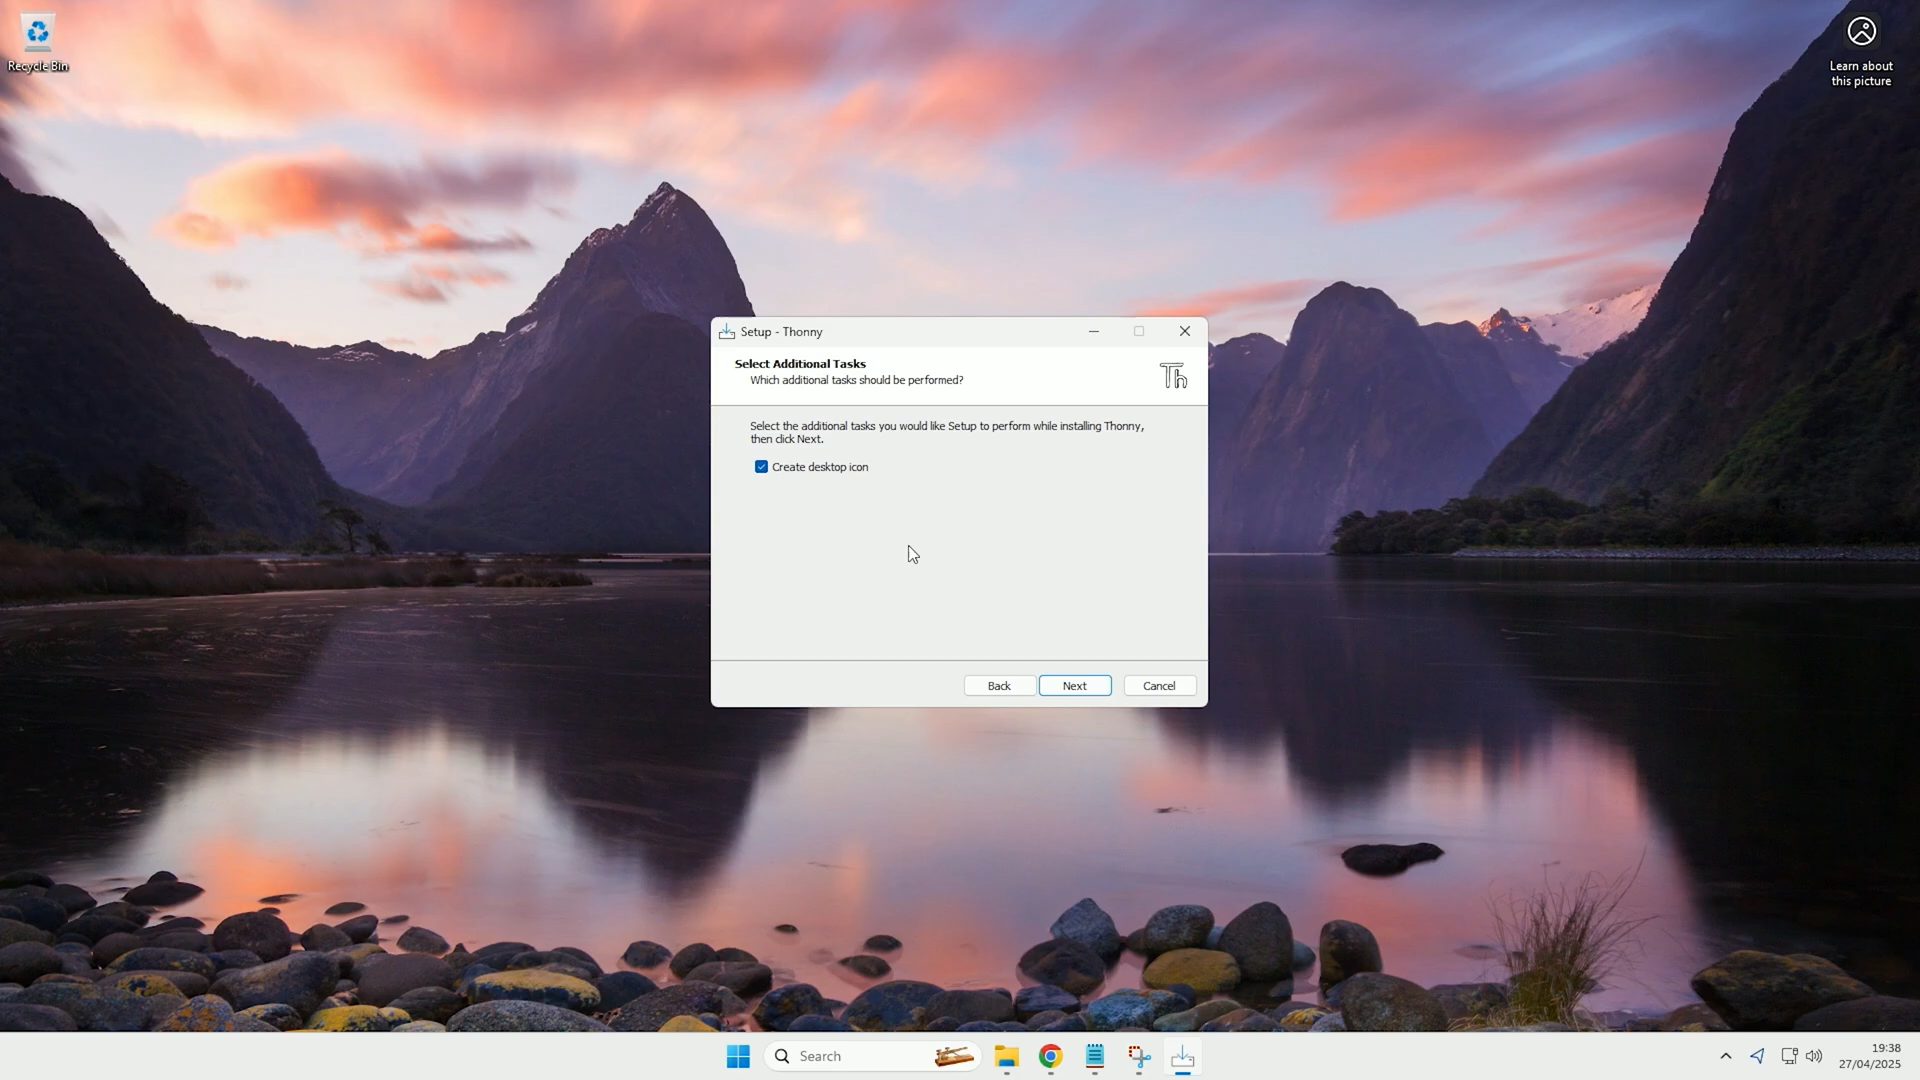 Recycle Bin
Learn about
this picture
Setup - Thonny
Select Additional Tasks
Which additional tasks should be performed?
Th
Select the additional tasks you would like Setup to perform while installing Thonny,
then click Next.
Create desktop icon
Back
Next
Cancel
Search
19:38
27/04/2025